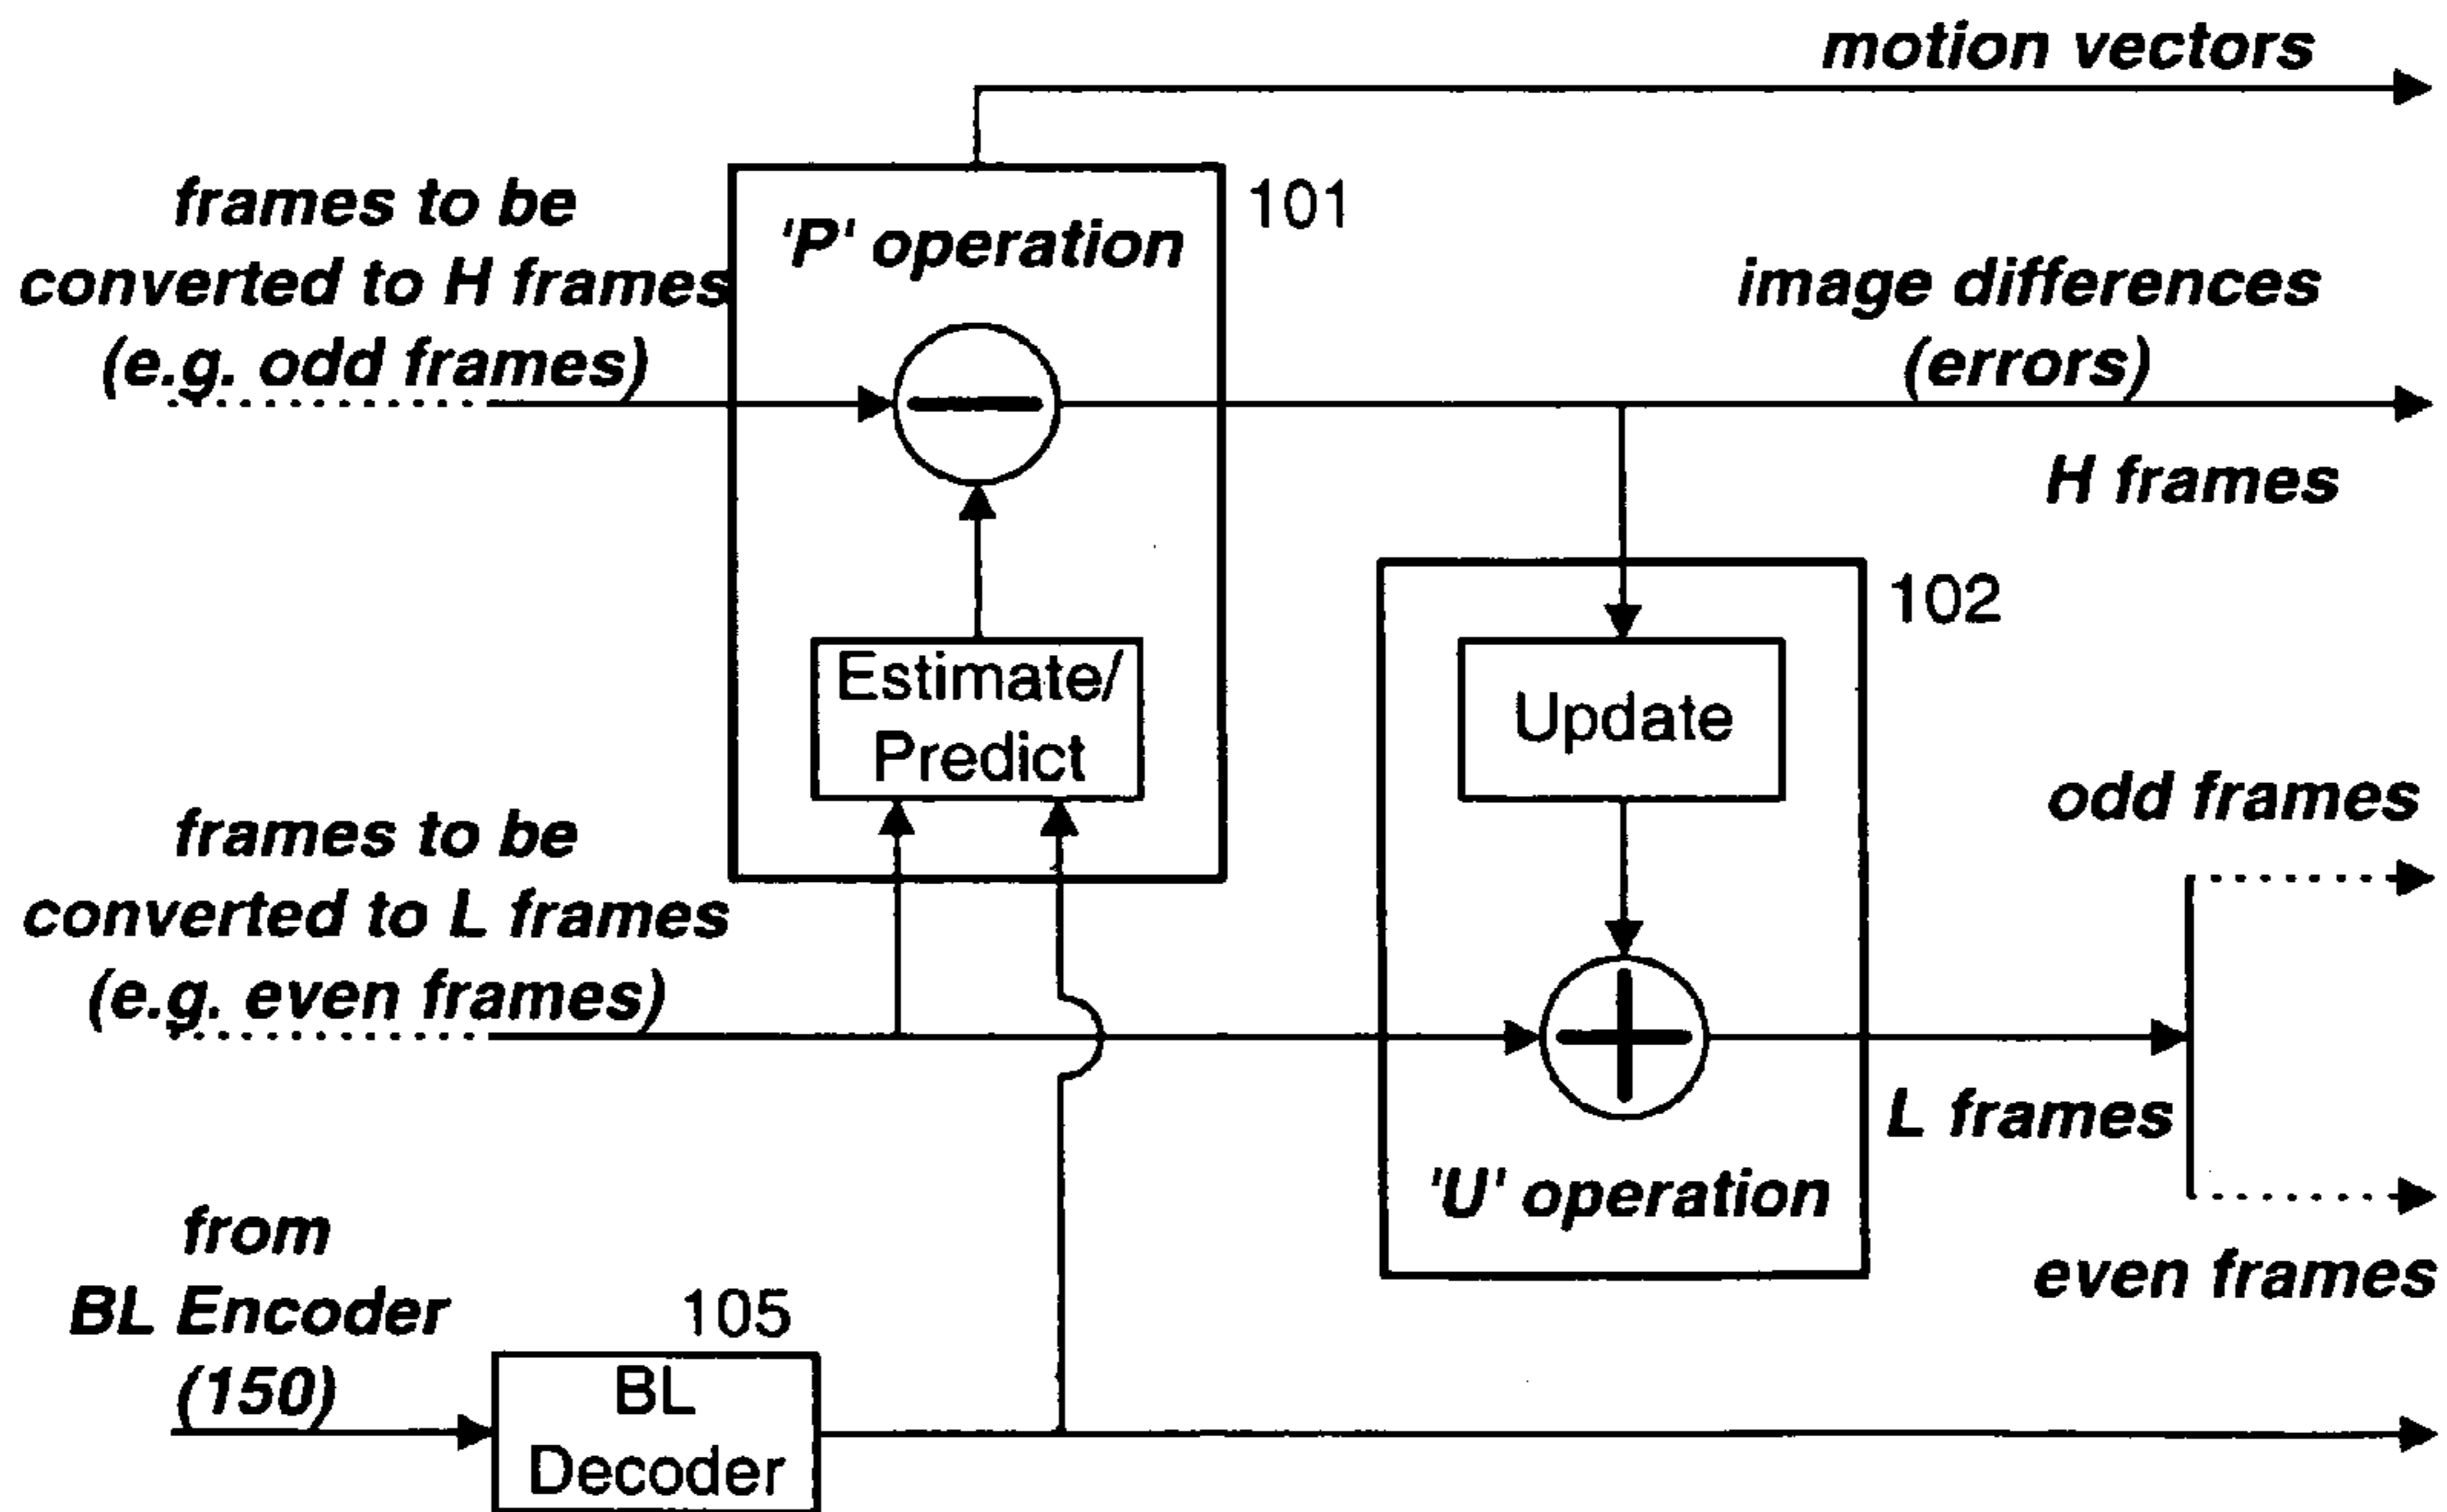 motion vectors
frames to be
converted to H frames
(e.g. odd frames)
'P' operation
101
image differences
(errors)
H frames
Estimate/
Predict
102
Update
odd frames
frames to be
converted to L frames
(e.g. even frames)
L frames
'U' operation
even frames
from
BL Encoder
(150)
105
BL
Decoder